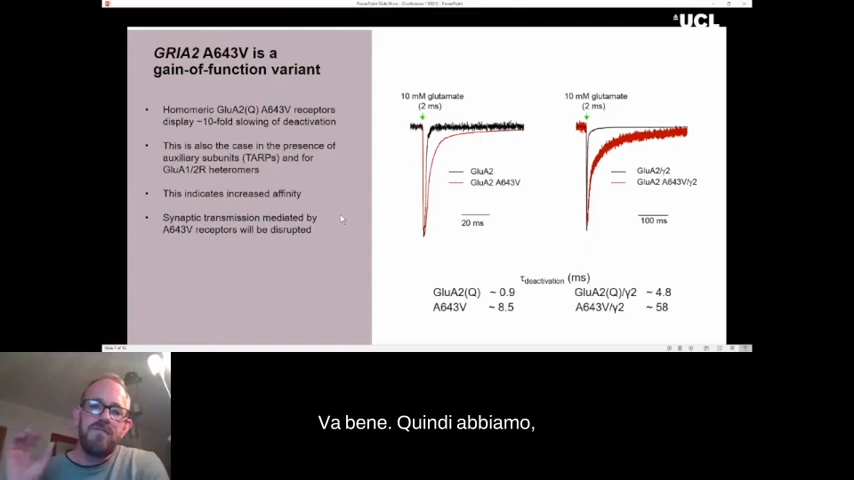 PowerPoint Slide Show
UCL
GRIA2 A643V is a
gain-of-function variant
• Homomeric GluA2(Q) A643V receptors
display ~10-fold slowing of deactivation
• This is also the case in the presence of
auxiliary subunits (TARPs) and for
GluA1/2R heteromers
• This indicates increased affinity
• Synaptic transmission mediated by
A643V receptors will be disrupted
10 mM glutamate
(2 ms)
GluA2
GluA2 A643V
20 ms
10 mM glutamate
(2 ms)
GluA2/γ2
GluA2 A643V/γ2
100 ms
τdeactivation (ms)
GluA2(Q) ~ 0.9 GluA2(Q)/γ2 ~ 4.8
A643V ~ 8.5 A643V/γ2 ~ 58
Va bene. Quindi abbiamo,